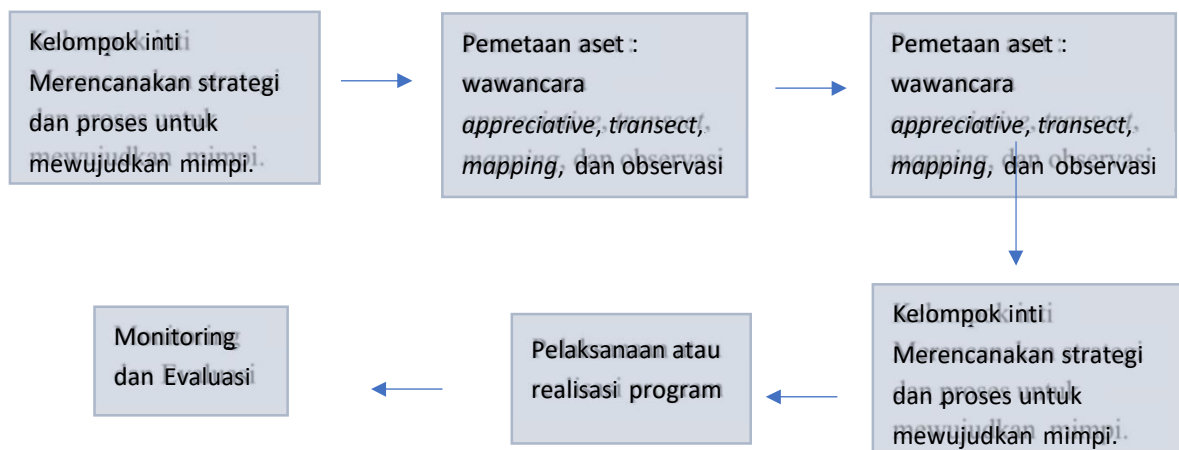 Kelompok inti
Merencanakan strategi
dan proses untuk
mewujudkan mimpi.
Pemetaan aset :
wawancara
appreciative, transect,
mapping, dan observasi
Pemetaan aset :
wawancara
appreciative, transect,
mapping, dan observasi
Kelompok inti
Merencanakan strategi
dan proses untuk
mewujudkan mimpi.
Pelaksanaan atau
realisasi program
Monitoring
dan Evaluasi